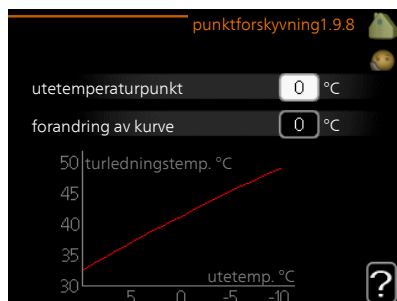 punktforskyvning1.9.8
utetemperaturpunkt 0 °C
forandring av kurve 0 °C
50 turledningstemp. °C
45
40
35
utetemp. °C
30
5 0 -5 -10
?